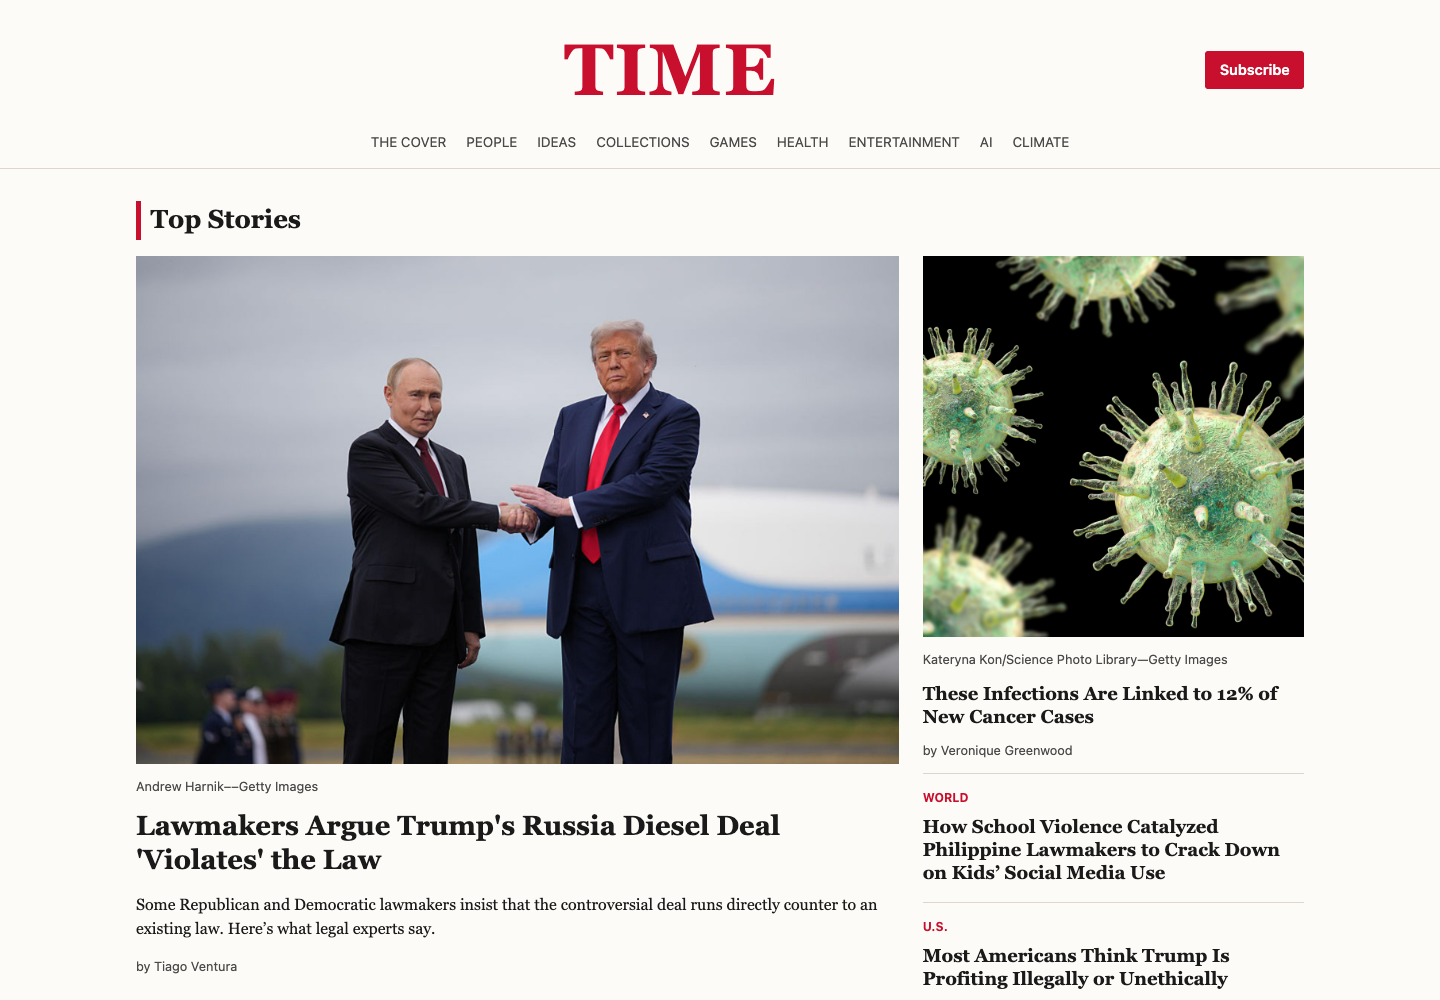 TIME
Subscribe
THE COVER PEOPLE IDEAS COLLECTIONS GAMES HEALTH ENTERTAINMENT AI CLIMATE
Top Stories
Andrew Harnik––Getty Images
Lawmakers Argue Trump's Russia Diesel Deal
'Violates' the Law
Some Republican and Democratic lawmakers insist that the controversial deal runs directly counter to an
existing law. Here’s what legal experts say.
by Tiago Ventura
Kateryna Kon/Science Photo Library—Getty Images
These Infections Are Linked to 12% of
New Cancer Cases
by Veronique Greenwood
WORLD
How School Violence Catalyzed
Philippine Lawmakers to Crack Down
on Kids’ Social Media Use
U.S.
Most Americans Think Trump Is
Profiting Illegally or Unethically